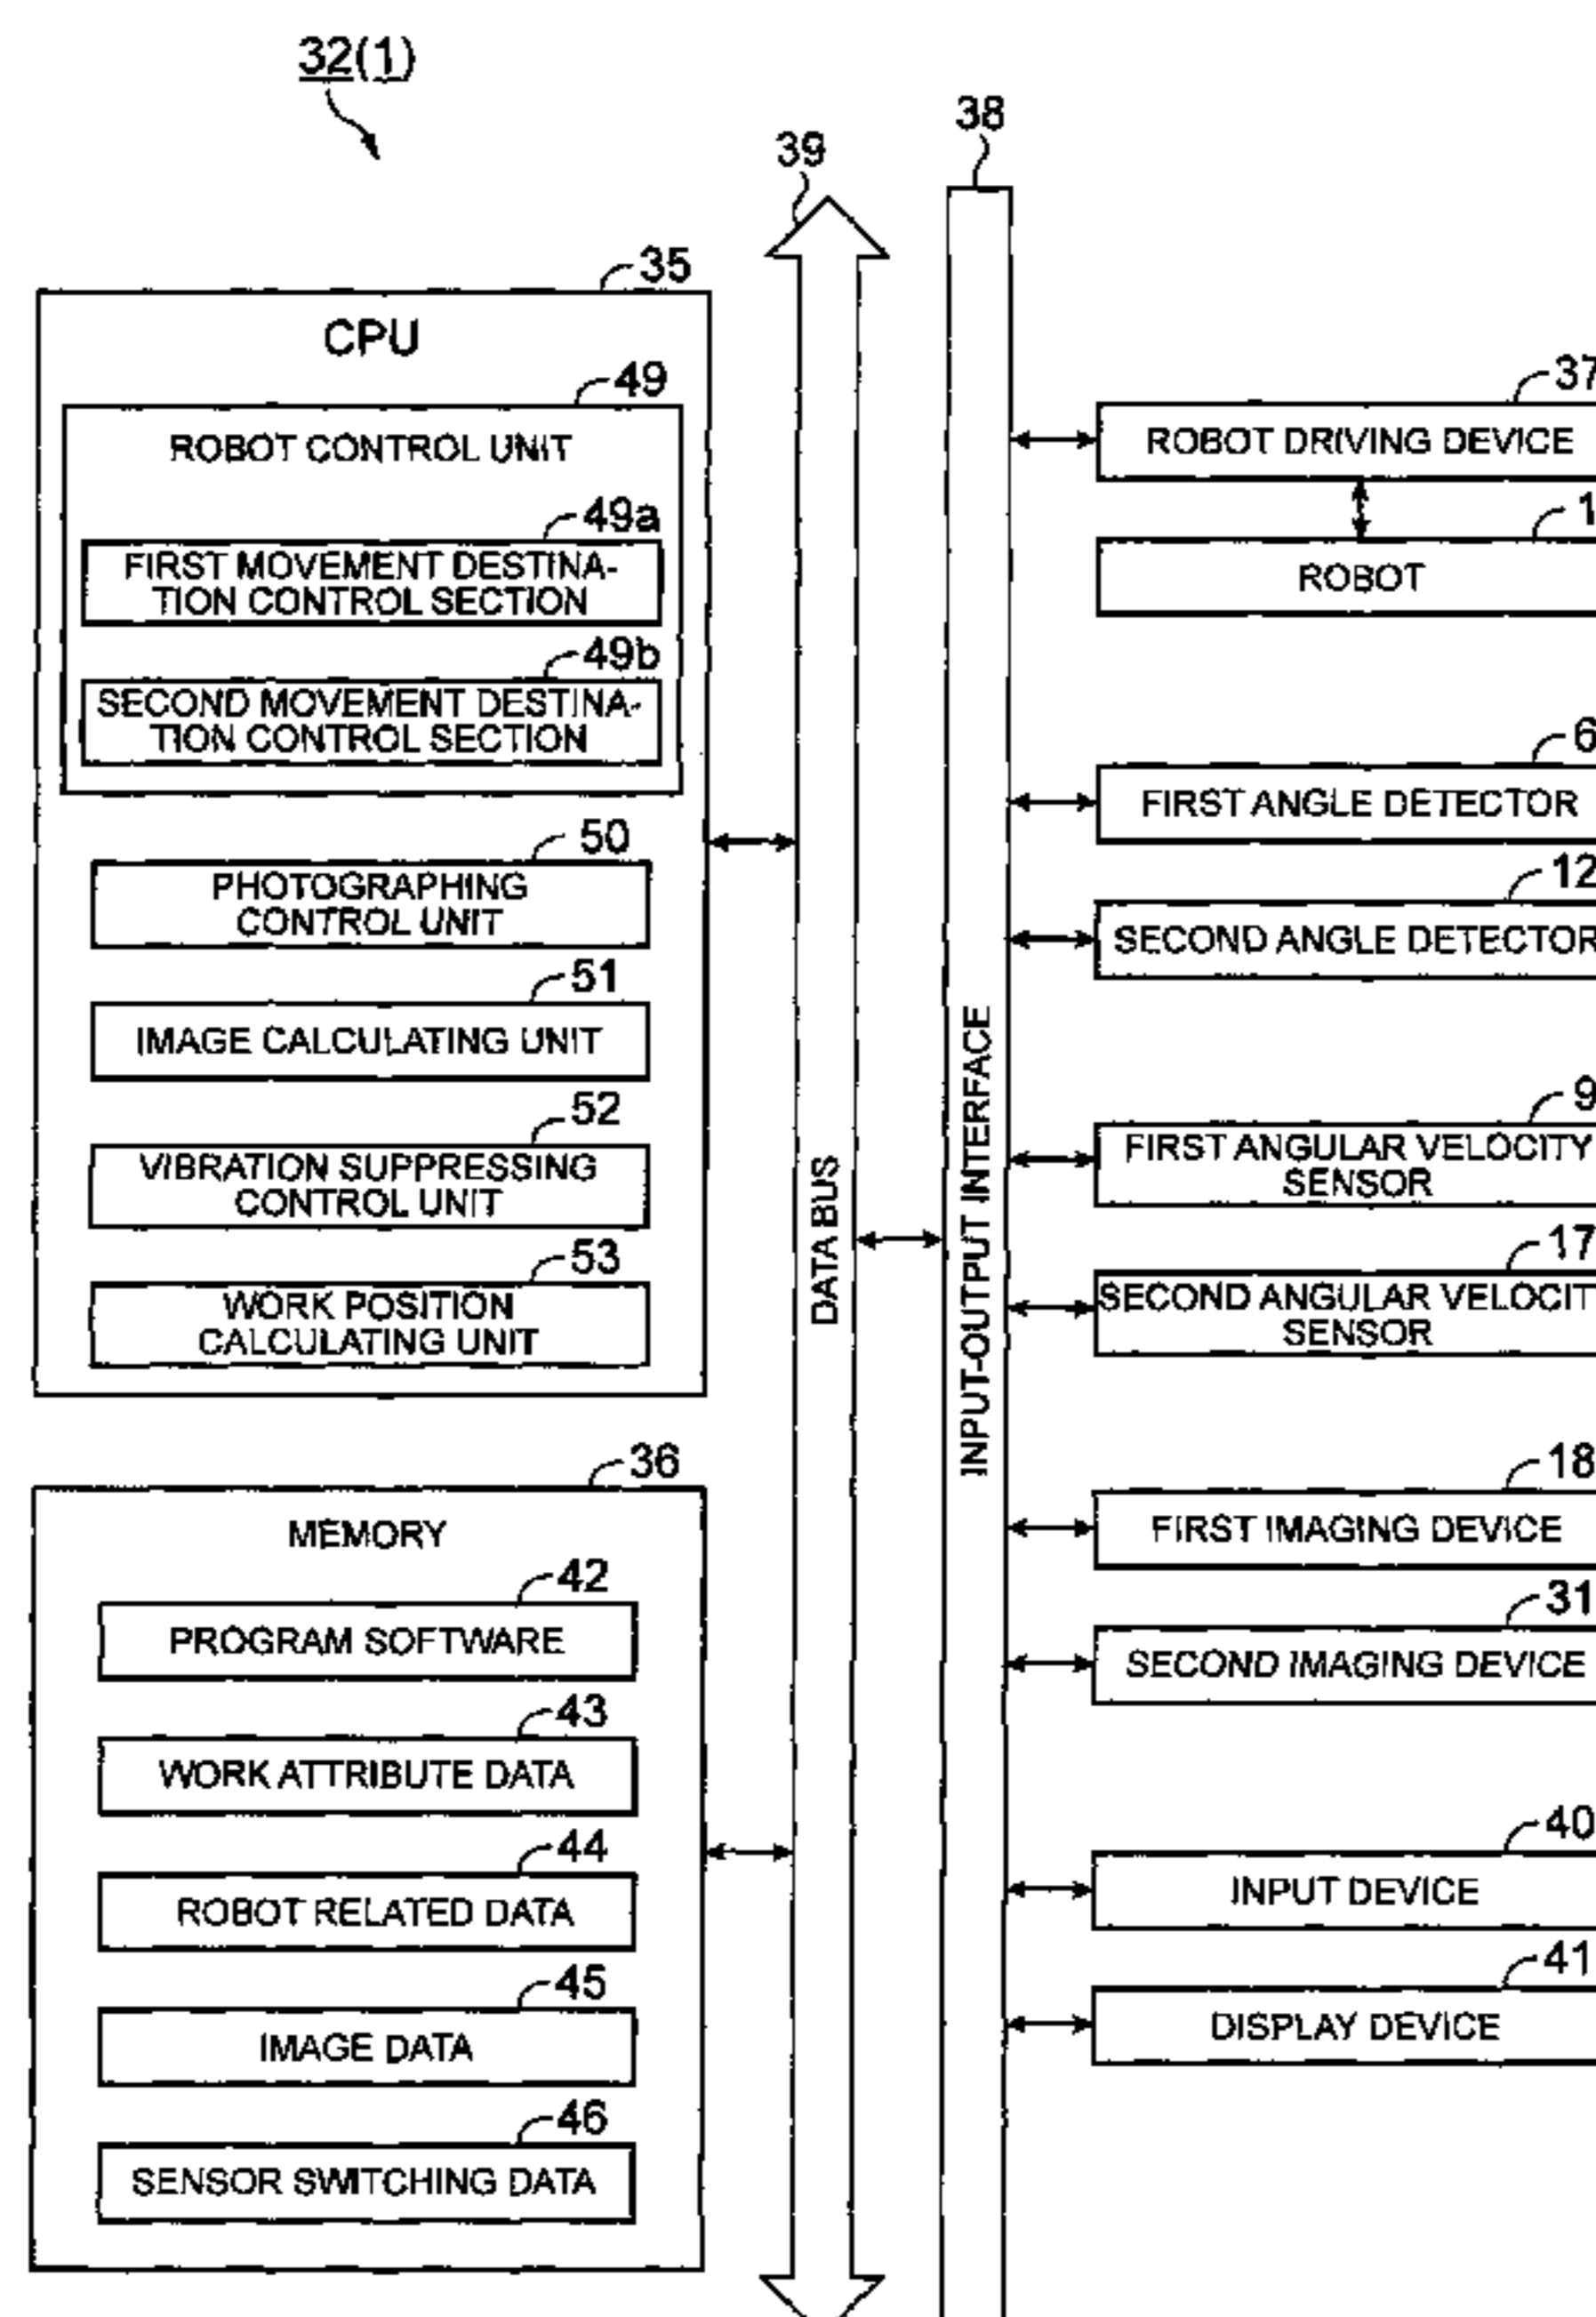 32(1)
39
38
35
CPU
49
ROBOT CONTROL UNIT
49a
FIRST MOVEMENT DESTINA-
TION CONTROL SECTION
49b
SECOND MOVEMENT DESTINA-
TION CONTROL SECTION
50
PHOTOGRAPHING
CONTROL UNIT
51
IMAGE CALCULATING UNIT
52
VIBRATION SUPPRESSING
CONTROL UNIT
53
WORK POSITION
CALCULATING UNIT
36
MEMORY
42
PROGRAM SOFTWARE
43
WORK ATTRIBUTE DATA
44
ROBOT RELATED DATA
45
IMAGE DATA
46
SENSOR SWITCHING DATA
DATA BUS
INPUT-OUTPUT INTERFACE
37
ROBOT DRIVING DEVICE
1
ROBOT
6
FIRST ANGLE DETECTOR
12
SECOND ANGLE DETECTOR
9
FIRST ANGULAR VELOCITY
SENSOR
17
SECOND ANGULAR VELOCIT
SENSOR
18
FIRST IMAGING DEVICE
31
SECOND IMAGING DEVICE
40
INPUT DEVICE
41
DISPLAY DEVICE